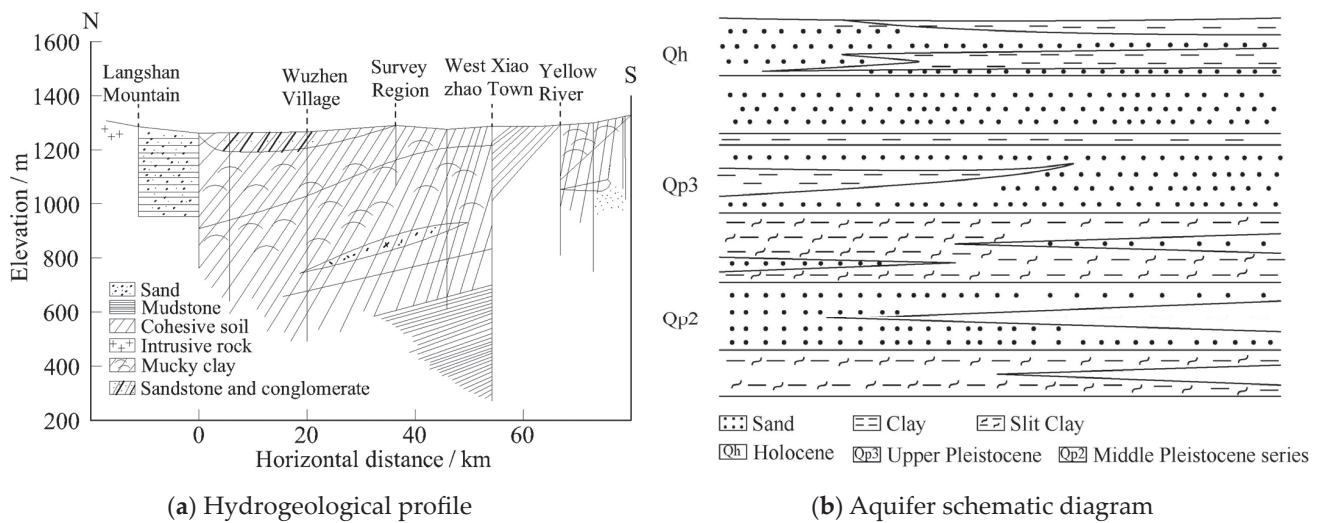 N
1600
1400
1200
1000
800
600
400
200
Elevation / m
Langshan
Mountain
Wuzhen
Village
Survey
Region
West Xiao
zhao Town
Yellow
River
S
Sand
Mudstone
Cohesive soil
Intrusive rock
Mucky clay
Sandstone and conglomerate
0 20 40 60
Horizontal distance / km
(a) Hydrogeological profile
Qh
Qp3
Qp2
Sand Clay Slit Clay
Qh Holocene Qp3 Upper Pleistocene Qp2 Middle Pleistocene series
(b) Aquifer schematic diagram